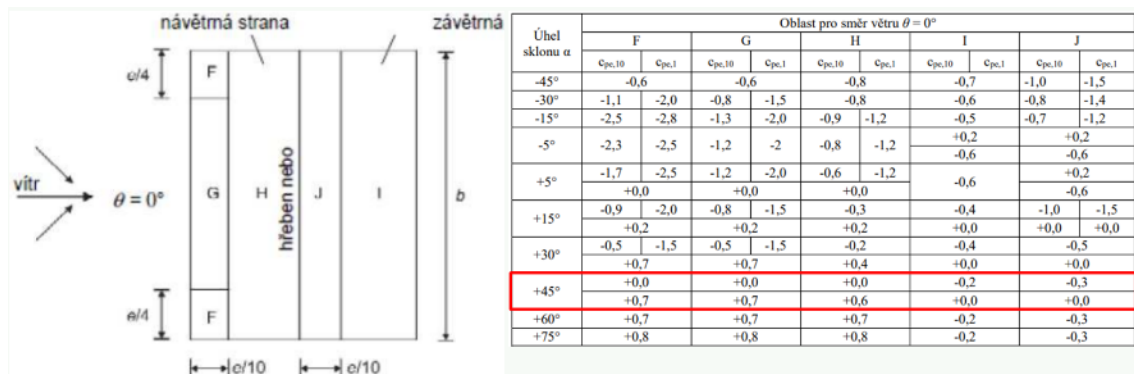 návětrná strana závětrná
e/4 F
vítr θ = 0° G H hřeben nebo J I b
e/4 F
e/10 e/10
Úhel sklonu α Oblast pro směr větru θ = 0°
F G H I J
cpe,10 cpe,1 cpe,10 cpe,1 cpe,10 cpe,1 cpe,10 cpe,1 cpe,10 cpe,1
-45° -0,6 -0,6 -0,8 -0,7 -1,0 -1,5
-30° -1,1 -2,0 -0,8 -1,5 -0,8 -0,6 -0,8 -1,4
-15° -2,5 -2,8 -1,3 -2,0 -0,9 -1,2 -0,5 -0,7 -1,2
-5° -2,3 -2,5 -1,2 -2 -0,8 -1,2 +0,2 +0,2
-0,6 -0,6
+5° -1,7 -2,5 -1,2 -2,0 -0,6 -1,2 -0,6 +0,2
+0,0 +0,0 +0,0 -0,6
+15° -0,9 -2,0 -0,8 -1,5 -0,3 -0,4 -1,0 -1,5
+0,2 +0,2 +0,2 +0,0 +0,0 +0,0
+30° -0,5 -1,5 -0,5 -1,5 -0,2 -0,4 -0,5
+0,7 +0,7 +0,4 +0,0 +0,0
+45° +0,0 +0,0 +0,0 -0,2 -0,3
+0,7 +0,7 +0,6 +0,0 +0,0
+60° +0,7 +0,7 +0,7 -0,2 -0,3
+75° +0,8 +0,8 +0,8 -0,2 -0,3